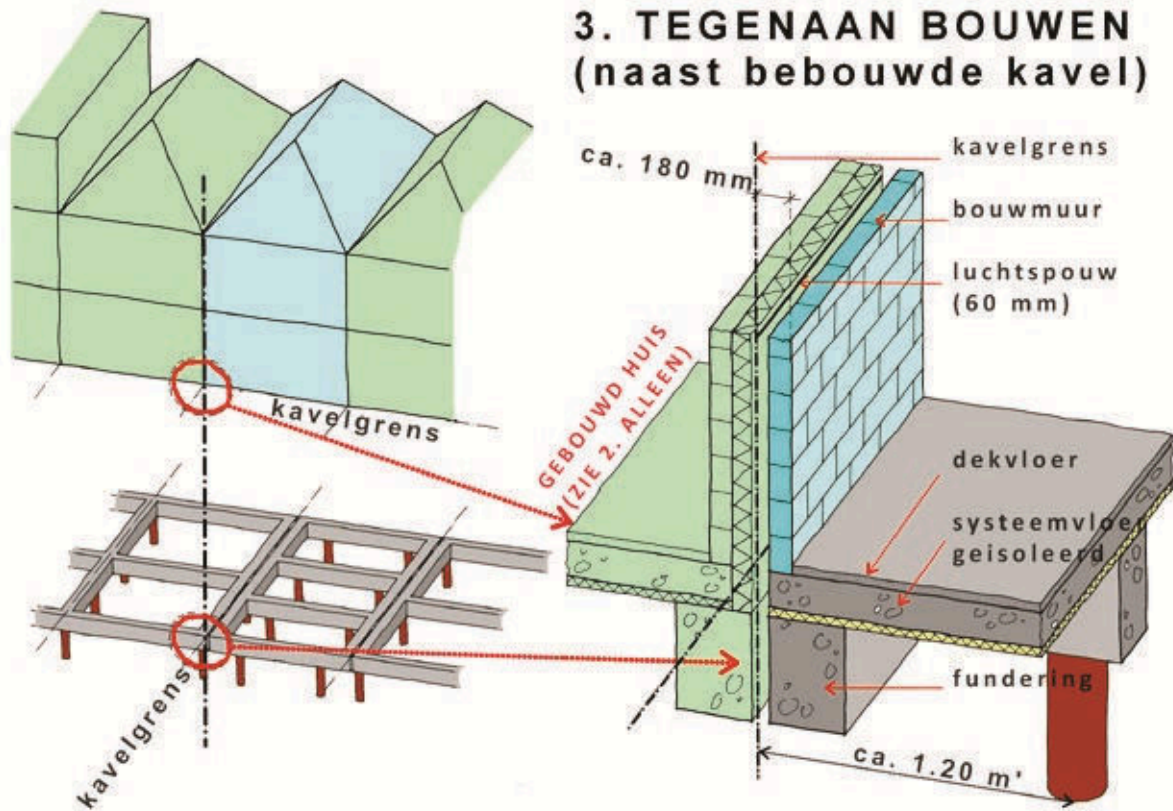 3. TEGENAAN BOUWEN
(naast bebouwde kavel)
ca. 180 mm
kavelgrens
bouwmuur
luchtspouw
(60 mm)
GEBOUWD HUIS
(ZIE 2. ALLEEN)
kavelgrens
dekvloer
systeemvloer
geisoleerd
fundering
ca. 1.20 m'
kavelgrens